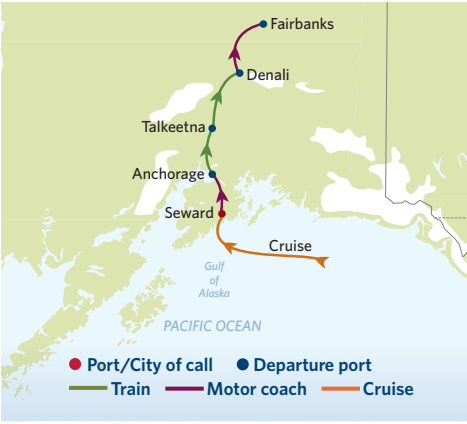 Fairbanks
Denali
Talkeetna
Anchorage
Seward
Cruise
Gulf
of
Alaska
PACIFIC OCEAN
Port/City of call Departure port
Train Motor coach Cruise